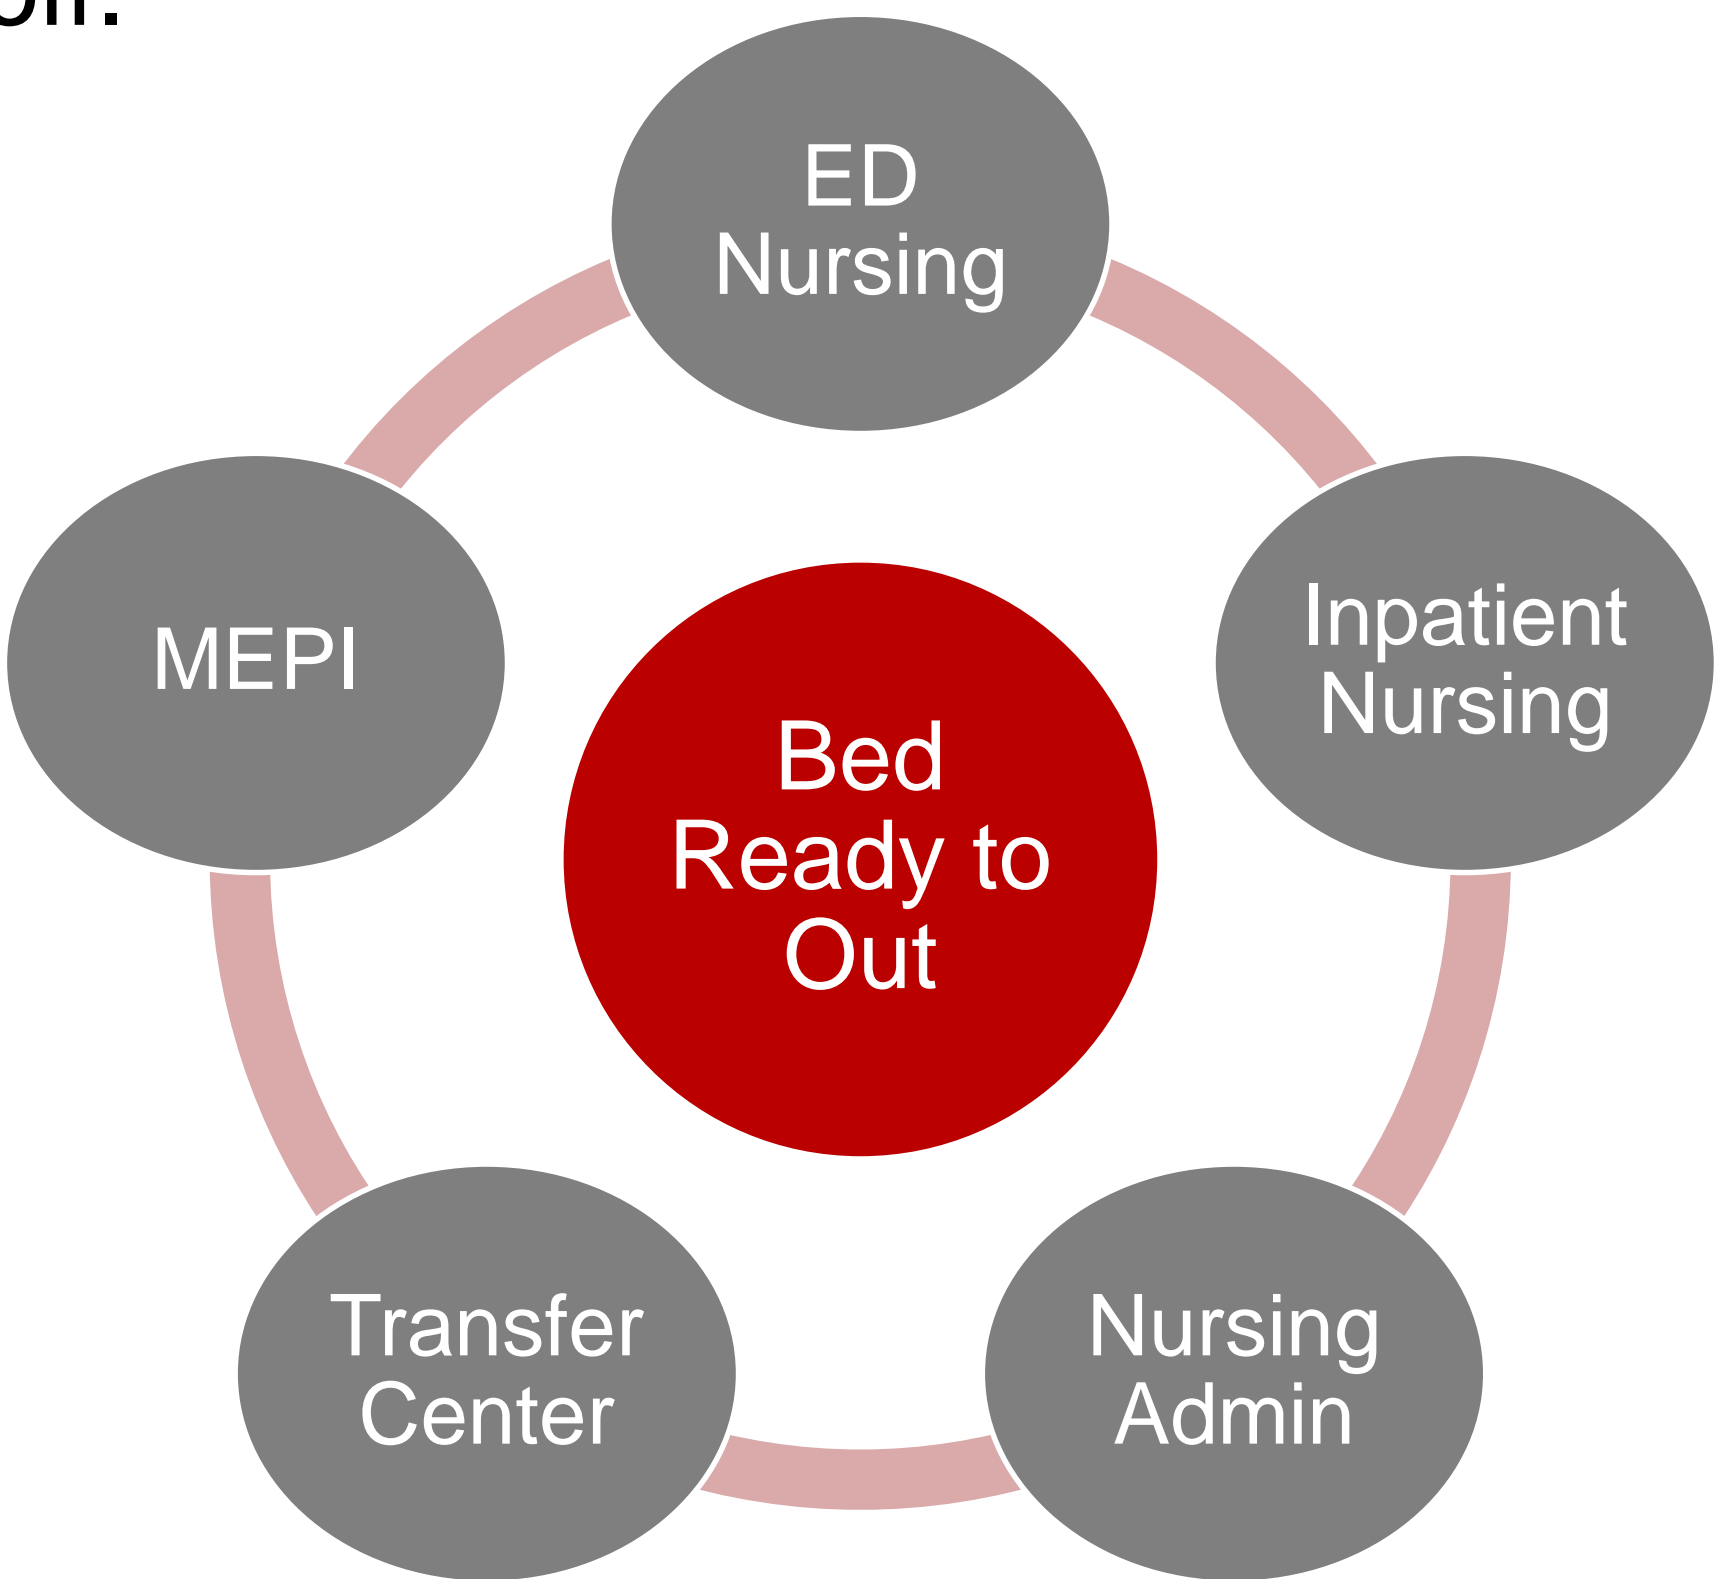 ED
Nursing
Inpatient
Nursing
Nursing
Admin
Transfer
Center
MEPI
Bed
Ready to
Out